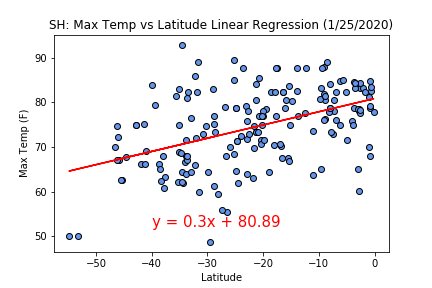 SH: Max Temp vs Latitude Linear Regression (1/25/2020)
Max Temp (F)
90
80
70
60
50
y = 0.3x + 80.89
−50 −40 −30 −20 −10 0
Latitude